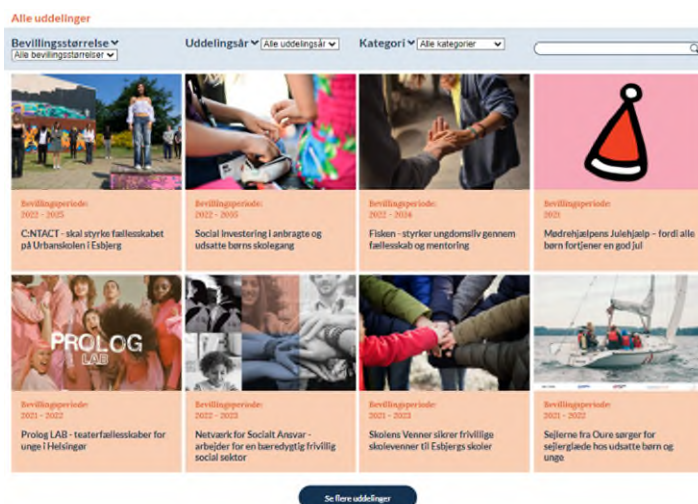 Alle uddelinger
Bevillingsstørrelse
Alle bevillingsstørrelser
Uddelingsår Alle uddelingsår
Kategori Alle kategorier
Bevillingsperiode:
2022 - 2025
C:NTACT - skal styrke fællesskabet
på Urbanskolen i Esbjerg
Bevillingsperiode:
2022 - 2005
Social Investering i anbragte og
udsatte børns skolegang
Bevillingsperiode:
2022 - 2024
Fisken - styrker ungdomsliv gennem
fællesskab og mentoring
Bevillingsperiode:
2021
Mødrehjælpens Julehjælp – fordi alle
børn fortjener en god jul
PROLOG
LAB
Bevillingsperiode:
2021 - 2022
Prolog LAB - teaterfællesskaber for
unge i Helsingør
Bevillingsperiode:
2022 - 2023
Netværk for Socialt Ansvar -
arbejder for en bæredygtig frivillig
social sektor
Bevillingsperiode:
2021 - 2023
Skolens Venner sikrer frivillige
skolevenner til Esbjergs skoler
Bevillingsperiode:
2021 - 2022
Sejlerne fra Oure sørger for
sejlerglæde hos udsatte børn og
unge
Se flere uddelinger